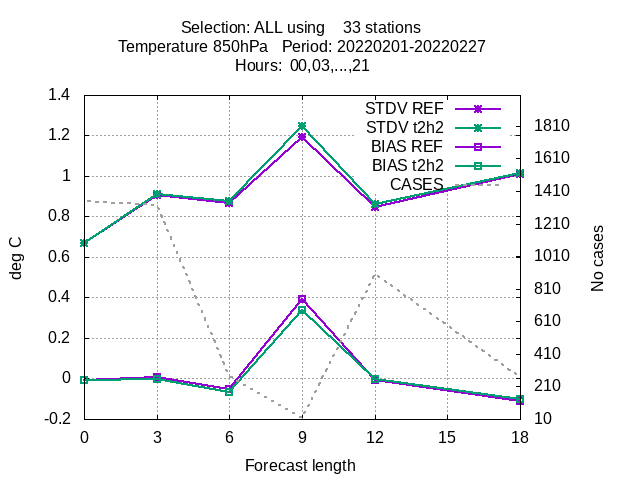 Selection: ALL using    33 stations
Temperature 850hPa   Period: 20220201-20220227
Hours:  00,03,...,21
1.4
1.2
1
0.8
0.6
0.4
0.2
0
-0.2
deg C
STDV REF
STDV t2h2
BIAS REF
BIAS t2h2
CASES
1810
1610
1410
1210
1010
810
610
410
210
10
No cases
0 3 6 9 12 15 18
Forecast length